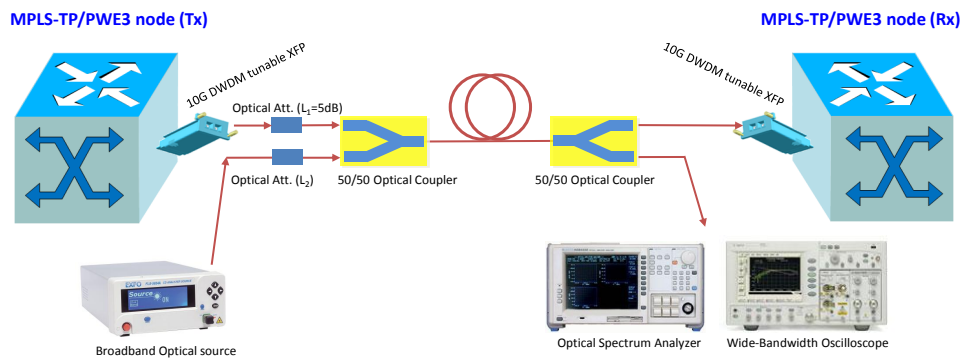 MPLS-TP/PWE3 node (Tx)
MPLS-TP/PWE3 node (Rx)
10G DWDM tunable XFP
10G DWDM tunable XFP
Optical Att. (L1=5dB)
Optical Att. (L2)
50/50 Optical Coupler
50/50 Optical Coupler
EXFO
Source
Broadband Optical source
Optical Spectrum Analyzer
Wide-Bandwidth Oscilloscope